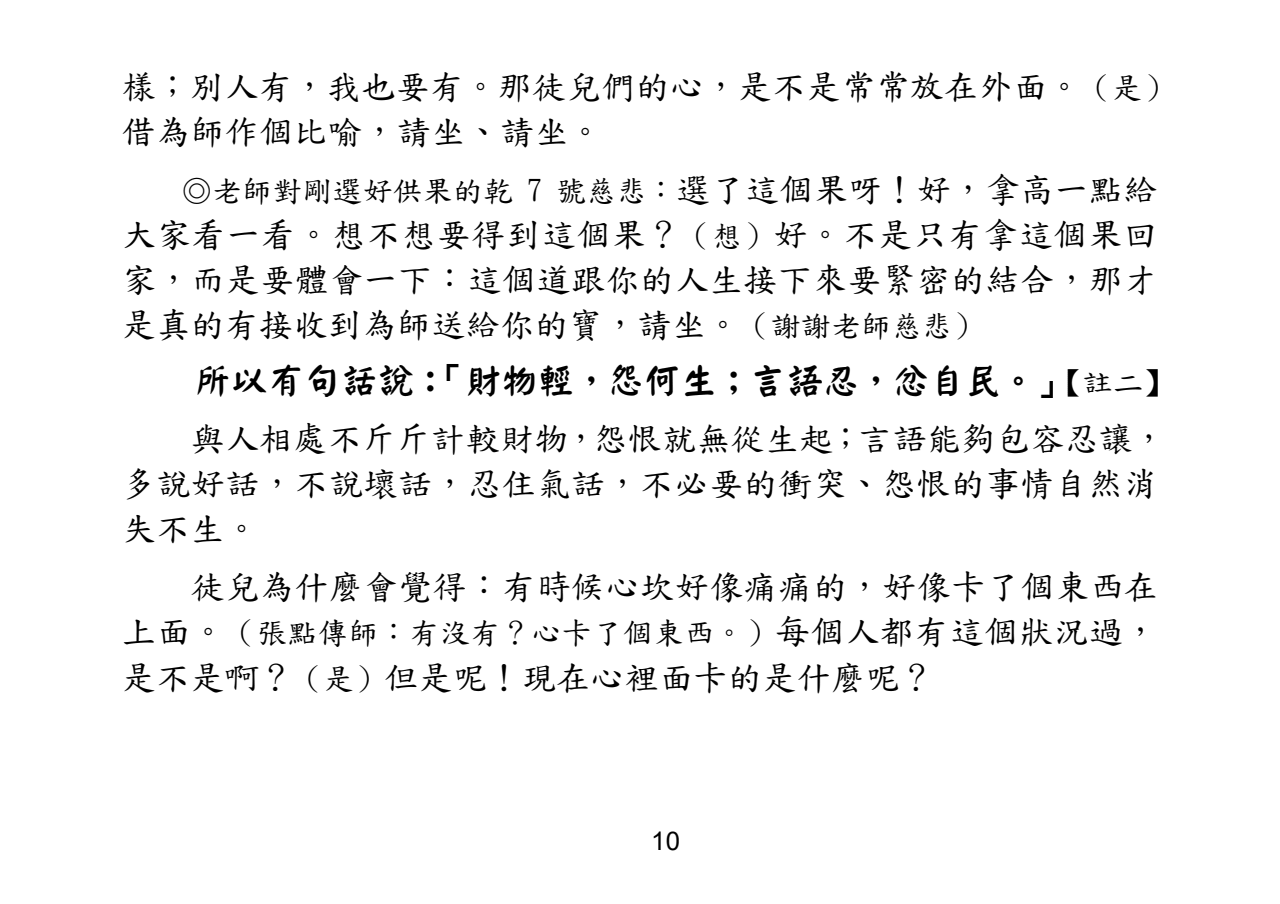 樣；別人有，我也要有。那徒兒們的心，是不是常常放在外面。（是）
借為師作個比喻，請坐、請坐。
◎老師對剛選好供果的乾 7 號慈悲：選了這個果呀！好，拿高一點給
大家看一看。想不想要得到這個果？（想）好。不是只有拿這個果回
家，而是要體會一下：這個道跟你的人生接下來要緊密的結合，那才
是真的有接收到為師送給你的寶，請坐。（謝謝老師慈悲）
所以有句話說：「財物輕，怨何生；言語忍，忿自民。」【註二】
與人相處不斤斤計較財物，怨恨就無從生起；言語能夠包容忍讓，
多說好話，不說壞話，忍住氣話，不必要的衝突、怨恨的事情自然消
失不生。
徒兒為什麼會覺得：有時候心坎好像痛痛的，好像卡了個東西在
上面。（張點傳師：有沒有？心卡了個東西。）每個人都有這個狀況過，
是不是啊？（是）但是呢！現在心裡面卡的是什麼呢？
10